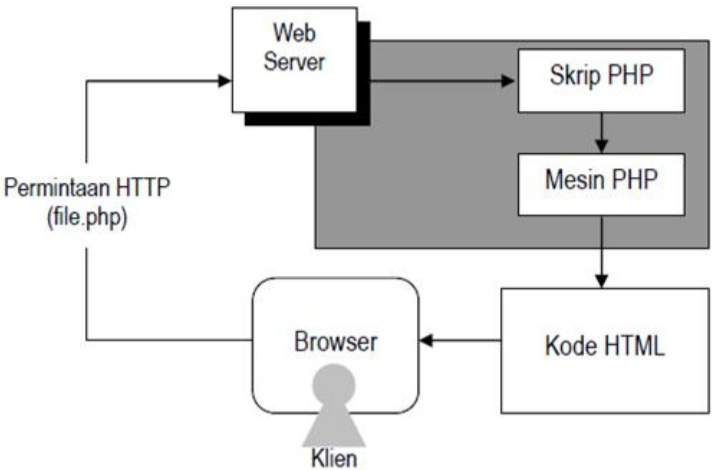 Web
Server
Skrip PHP
Mesin PHP
Permintaan HTTP
(file.php)
Browser
Kode HTML
Klien